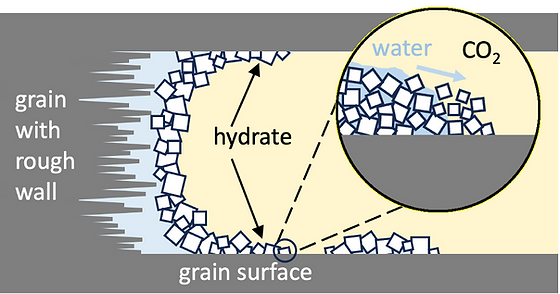 water
CO₂
grain
with
rough
wall
hydrate
grain surface